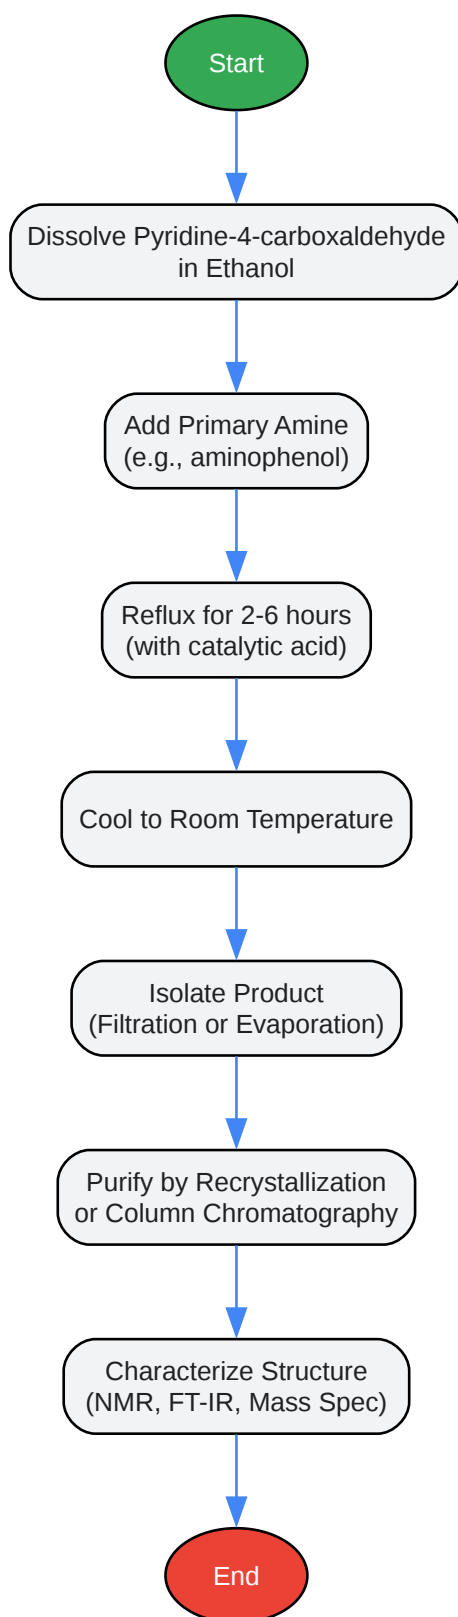 Start
Dissolve Pyridine-4-carboxaldehyde
in Ethanol
Add Primary Amine
(e.g., aminophenol)
Reflux for 2-6 hours
(with catalytic acid)
Cool to Room Temperature
Isolate Product
(Filtration or Evaporation)
Purify by Recrystallization
or Column Chromatography
Characterize Structure
(NMR, FT-IR, Mass Spec)
End